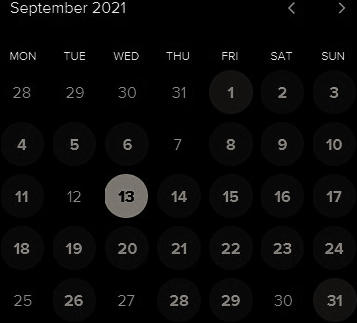 September 2021
MON TUE WED THU FRI SAT SUN
28 29 30 31 1 2 3
4 5 6 7 8 9 10
11 12 13 14 15 16 17
18 19 20 21 22 23 24
25 26 27 28 29 30 31